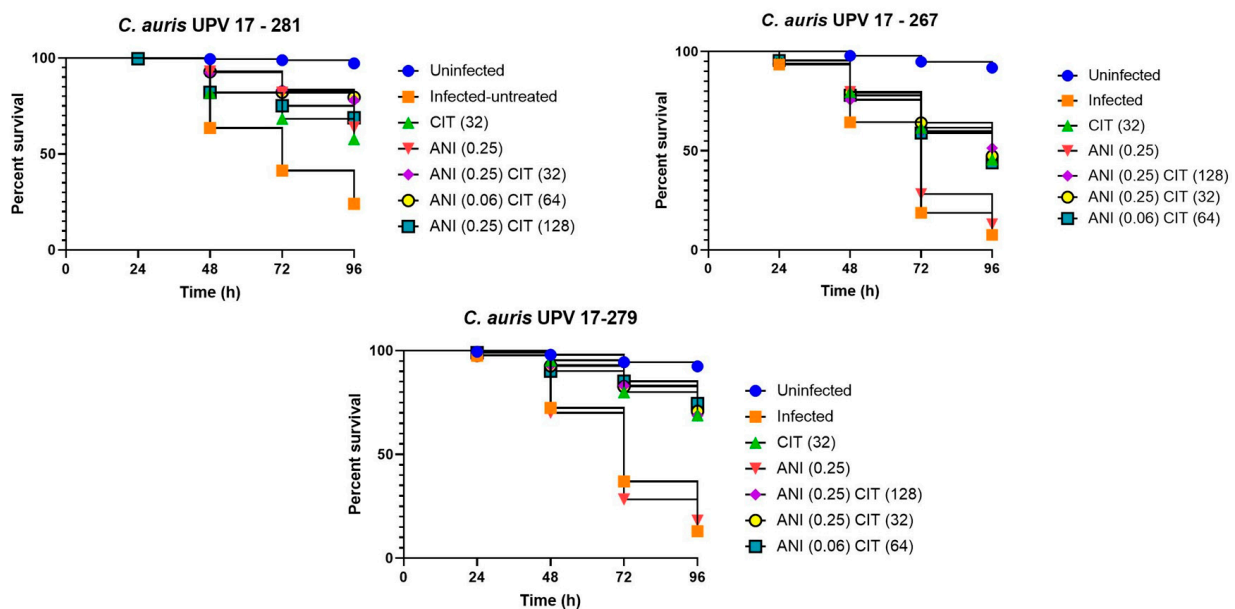 C. auris UPV 17 - 281
Percent survival
100
50
0
0 24 48 72 96
Time (h)
Uninfected
Infected-untreated
CIT (32)
ANI (0.25)
ANI (0.25) CIT (32)
ANI (0.06) CIT (64)
ANI (0.25) CIT (128)
C. auris UPV 17 - 267
Percent survival
100
50
0
0 24 48 72 96
Time (h)
Uninfected
Infected
CIT (32)
ANI (0.25)
ANI (0.25) CIT (128)
ANI (0.25) CIT (32)
ANI (0.06) CIT (64)
C. auris UPV 17-279
Percent survival
100
50
0
0 24 48 72 96
Time (h)
Uninfected
Infected
CIT (32)
ANI (0.25)
ANI (0.25) CIT (128)
ANI (0.25) CIT (32)
ANI (0.06) CIT (64)